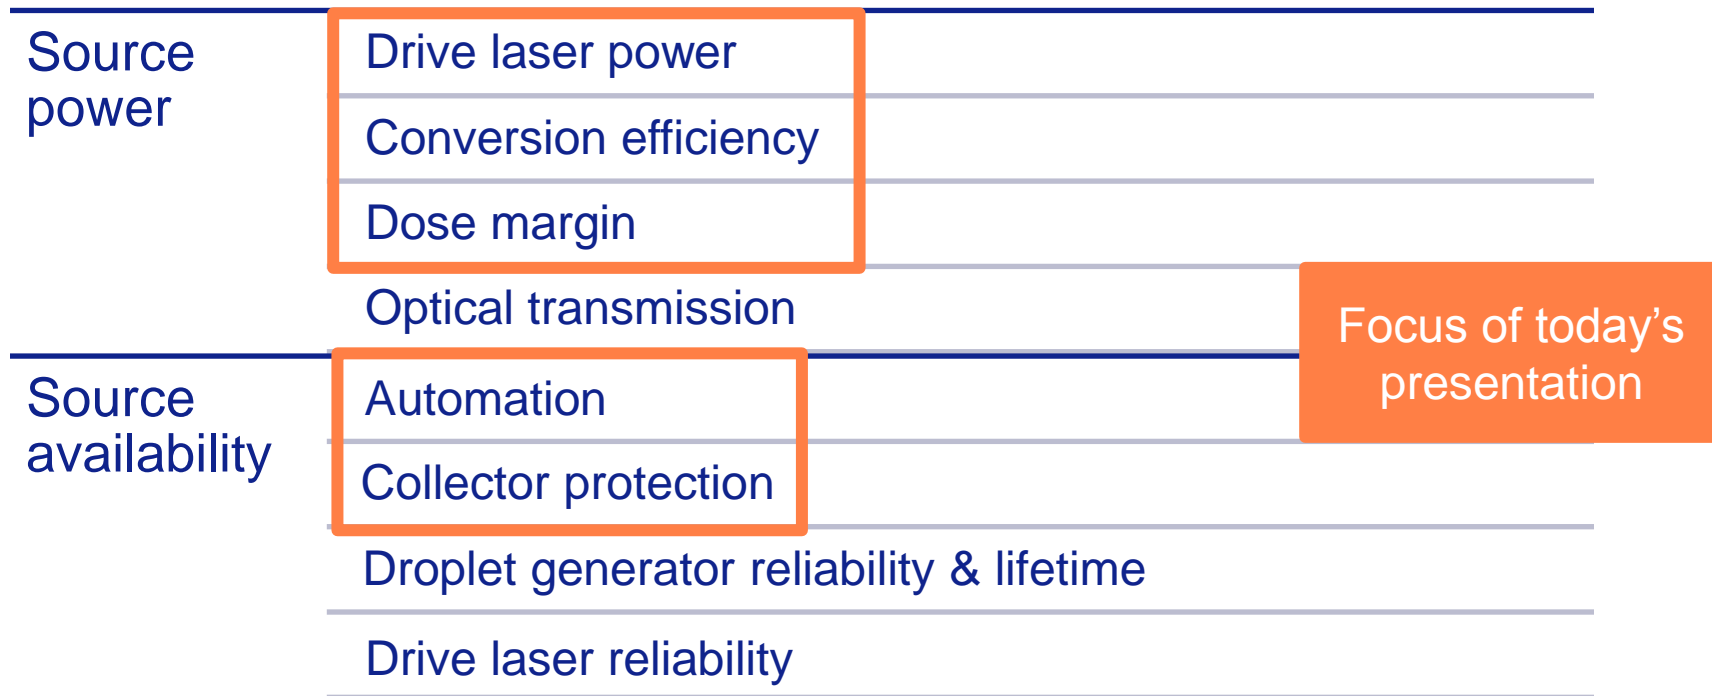 Source
power
Drive laser power
Conversion efficiency
Dose margin
Optical transmission
Focus of today’s
presentation
Source
availability
Automation
Collector protection
Droplet generator reliability & lifetime
Drive laser reliability